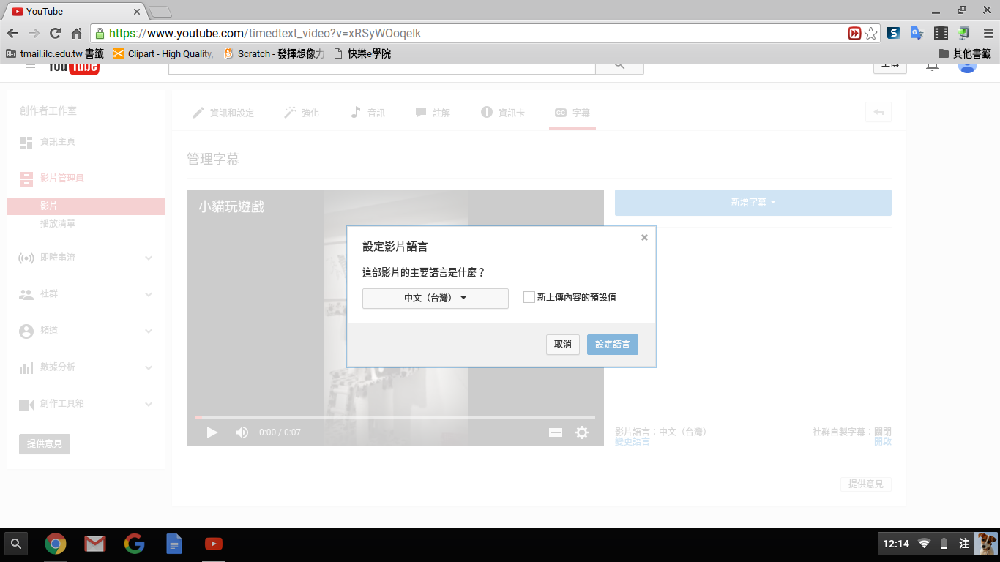 YouTube
https://www.youtube.com/timedtext_video?v=xRSyWOoqelk
tmail.ilc.edu.tw 書籤
Clipart - High Quality,
Scratch - 發揮想像力
快樂e學院
其他書籤
YouTube
上傳
創作者工作室
資訊主頁
影片管理員
影片
播放清單
即時串流
社群
頻道
數據分析
創作工具箱
提供意見
資訊和設定
強化
音訊
註解
資訊卡
CC 字幕
管理字幕
小貓玩遊戲
新增字幕
設定影片語言
這部影片的主要語言是什麼？
中文（台灣）
新上傳內容的預設值
取消
設定語言
0:00 / 0:07
影片語言：中文（台灣）
變更語言
社群自製字幕：關閉
開啟
提供意見
12:14
注